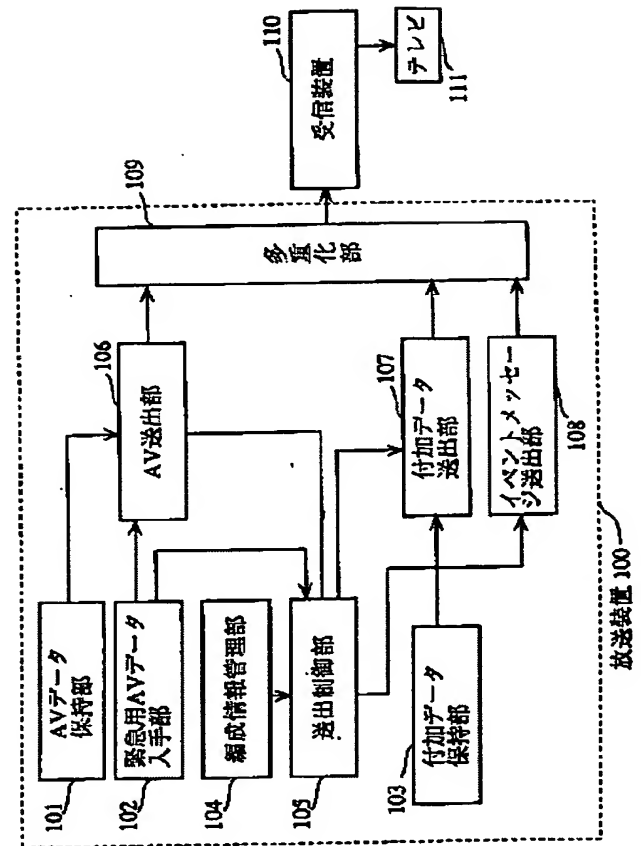 AVデータ
保持部
101
緊急用AVデータ
入手部
102
編成情報管理部
104
送出制御部
105
付加データ
保持部
103
AV送出部
106
付加データ
送出部
107
イベントメッセー
ジ送出部
108
多重化部
109
受信装置
110
テレビ
111
放送装置 100